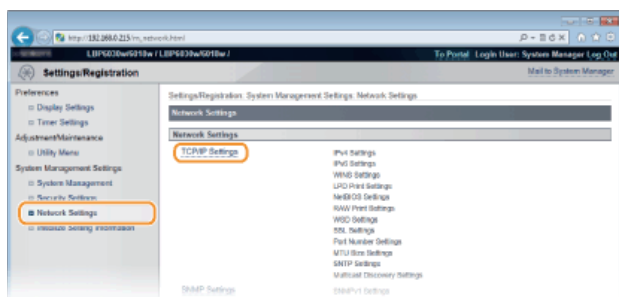 http://192.168.0.215/m_network.html
LBP6030w/6018w / LBP6030w/6018w /
To Portal Login User: System Manager Log Out
Settings/Registration
Mail to System Manager
Preferences
Display Settings
Timer Settings
Adjustment/Maintenance
Utility Menu
System Management Settings
System Management
Security Settings
Network Settings
Initialize Setting Information
Settings/Registration: System Management Settings: Network Settings
Network Settings
Network Settings
TCP/IP Settings
IPv4 Settings
IPv6 Settings
WINS Settings
LPD Print Settings
NetBIOS Settings
RAW Print Settings
WSD Settings
SSL Settings
Port Number Settings
MTU Size Settings
SNTP Settings
Multicast Discovery Settings
SNMP Settings
SNMPv1 Settings